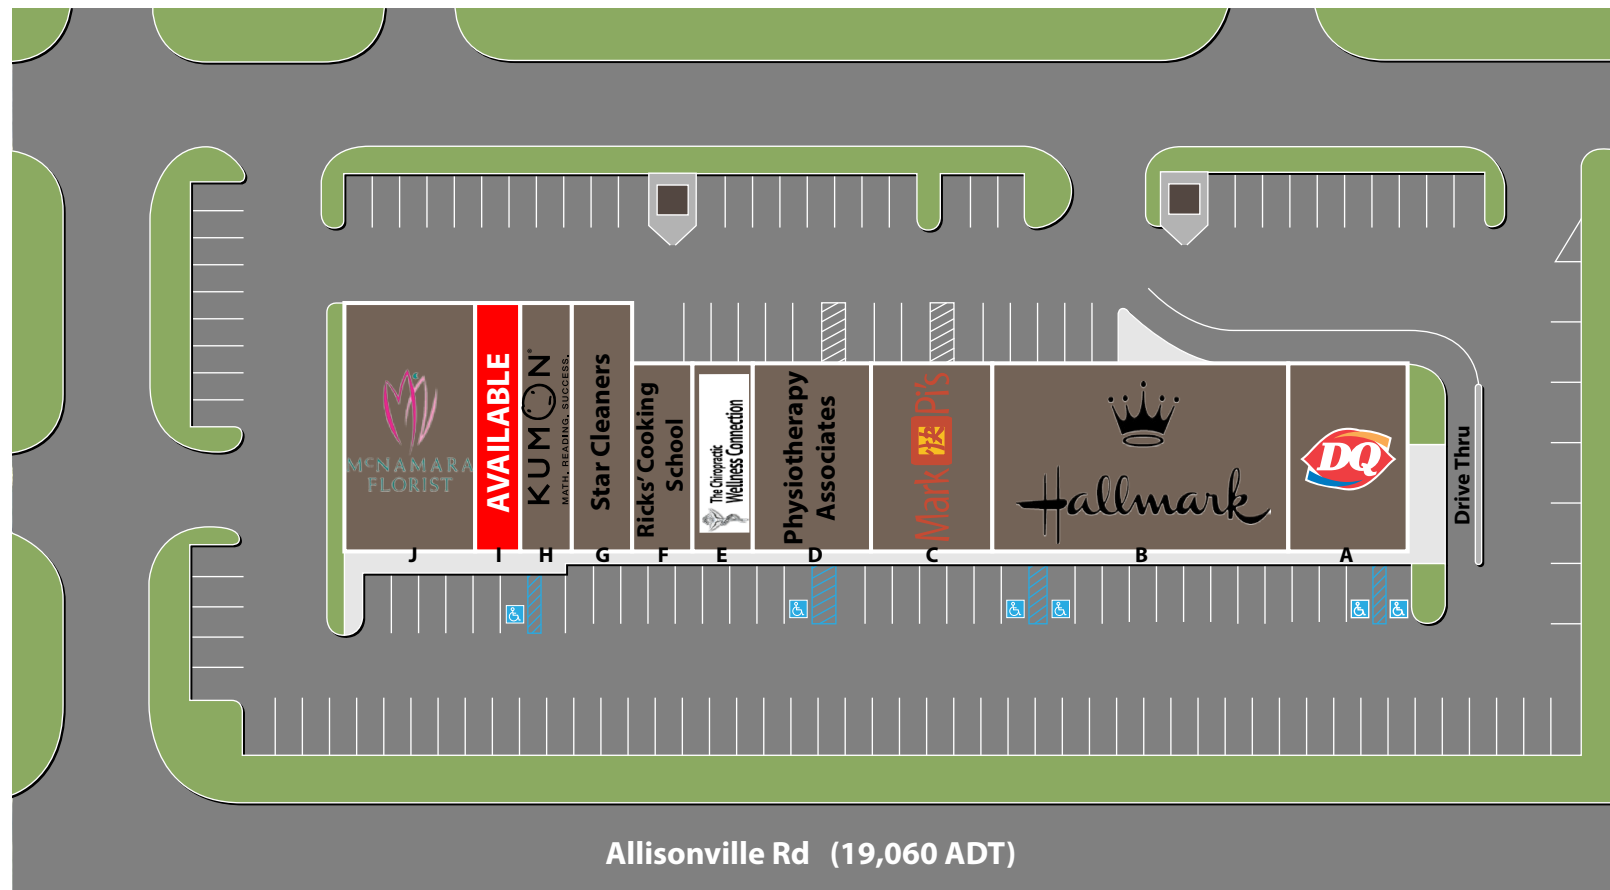 McNAMARA
FLORIST
AVAILABLE
KUMON®
MATH. READING. SUCCESS.
Star Cleaners
Ricks’ Cooking
School
The Chiropractic
Wellness Connection
Physiotherapy
Associates
Mark Pi's
Hallmark
DQ
Drive Thru
J I H G F E D C B A
Allisonville Rd (19,060 ADT)